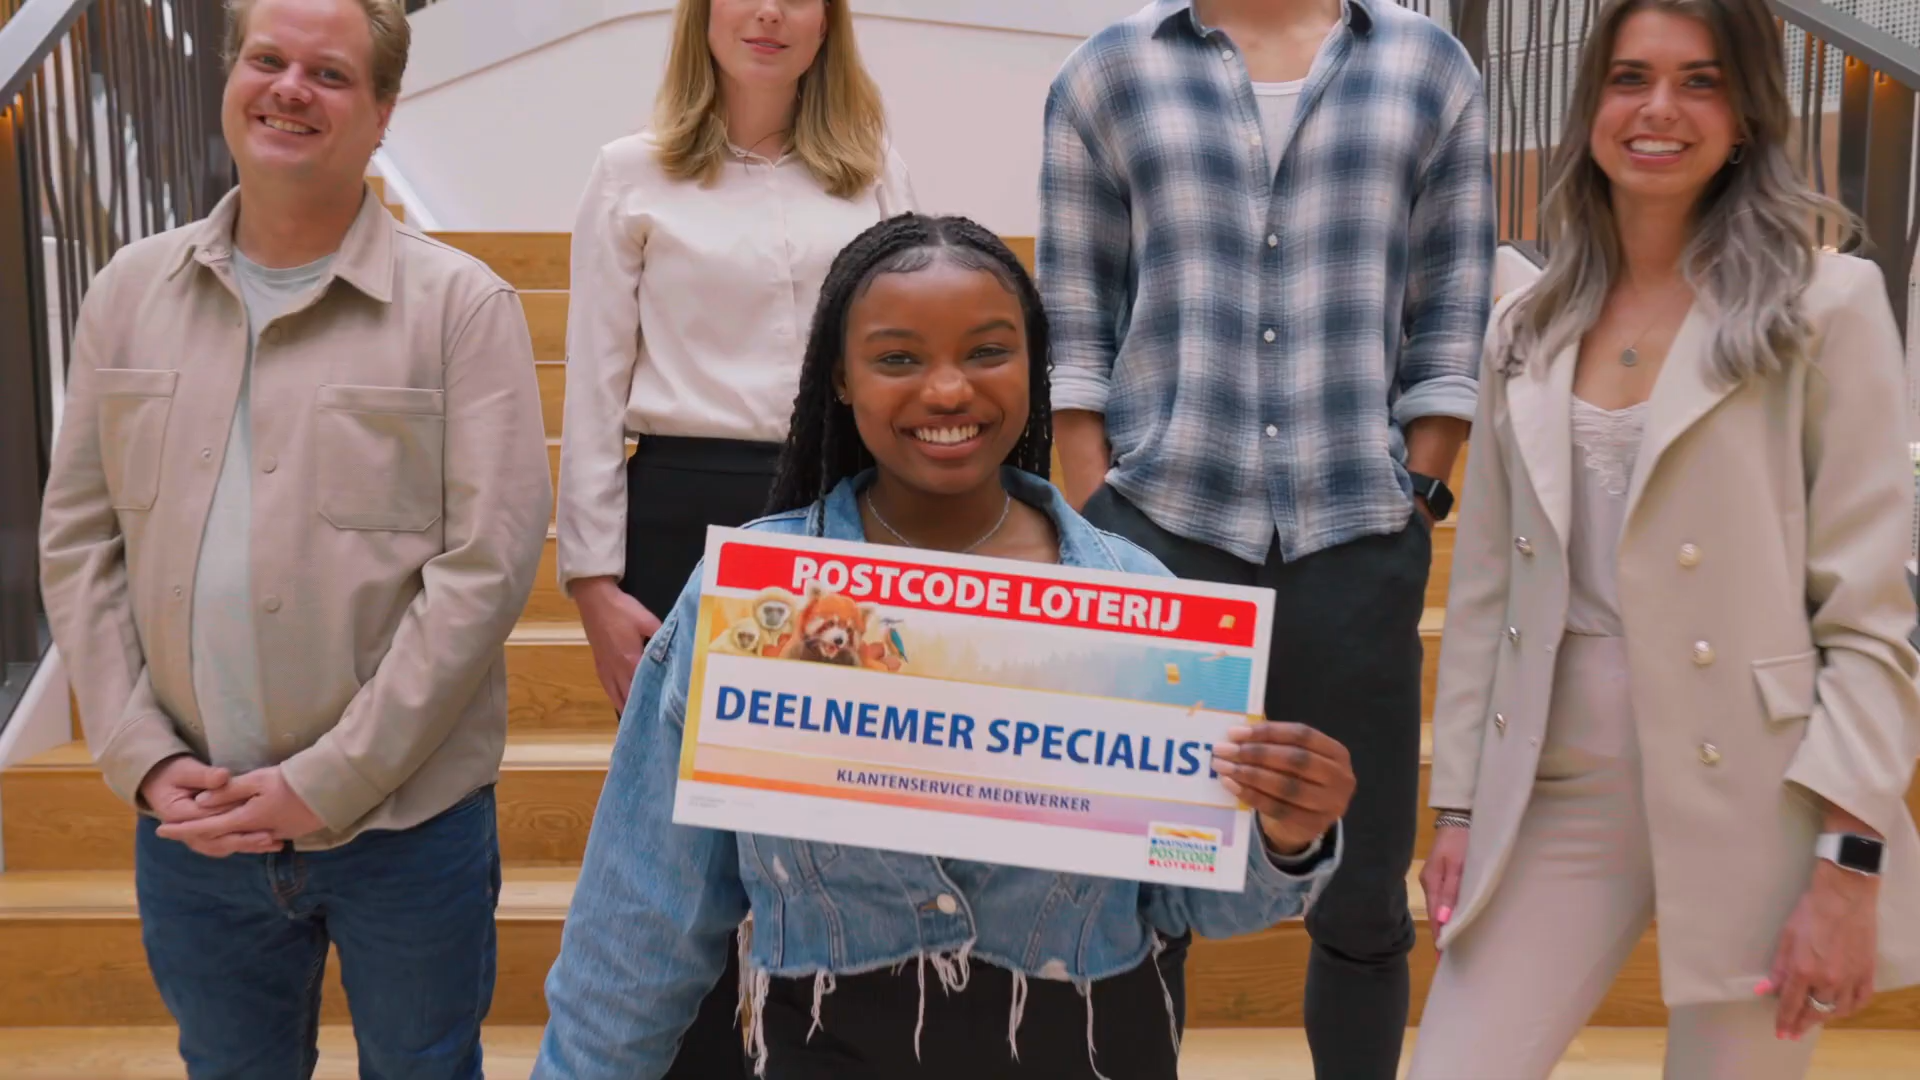 POSTCODE LOTERIJ
DEELNEMER SPECIALIST
KLANTENSERVICE MEDEWERKER
NATIONALE
POSTCODE
LOTERIJ